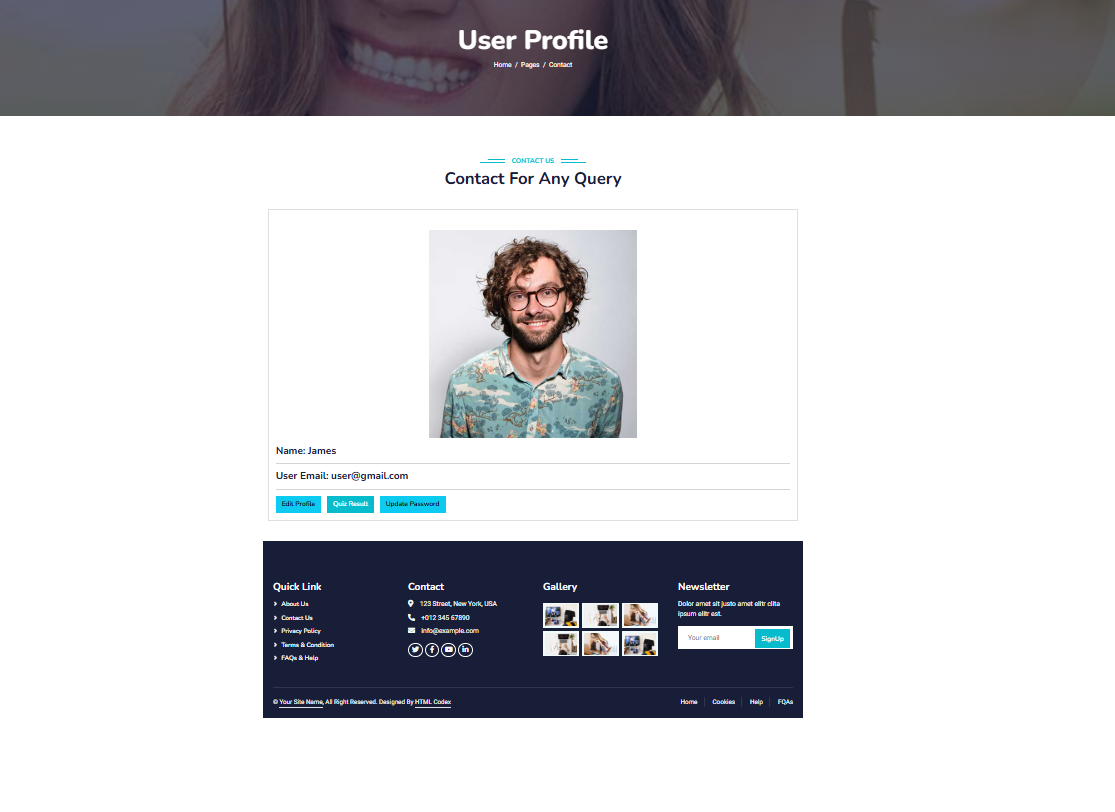 User Profile
Home / Pages / Contact
CONTACT US
Contact For Any Query
Name: James
User Email: user@gmail.com
Edit Profile Quiz Result Update Password
Quick Link
About Us
Contact Us
Privacy Policy
Terms & Condition
FAQs & Help
Contact
123 Street, New York, USA
+012 345 67890
info@example.com
Gallery
Newsletter
Dolor amet sit justo amet elitr clita
ipsum elitr est.
Your email SignUp
© Your Site Name, All Right Reserved. Designed By HTML Codex
Home Cookies Help FQAs